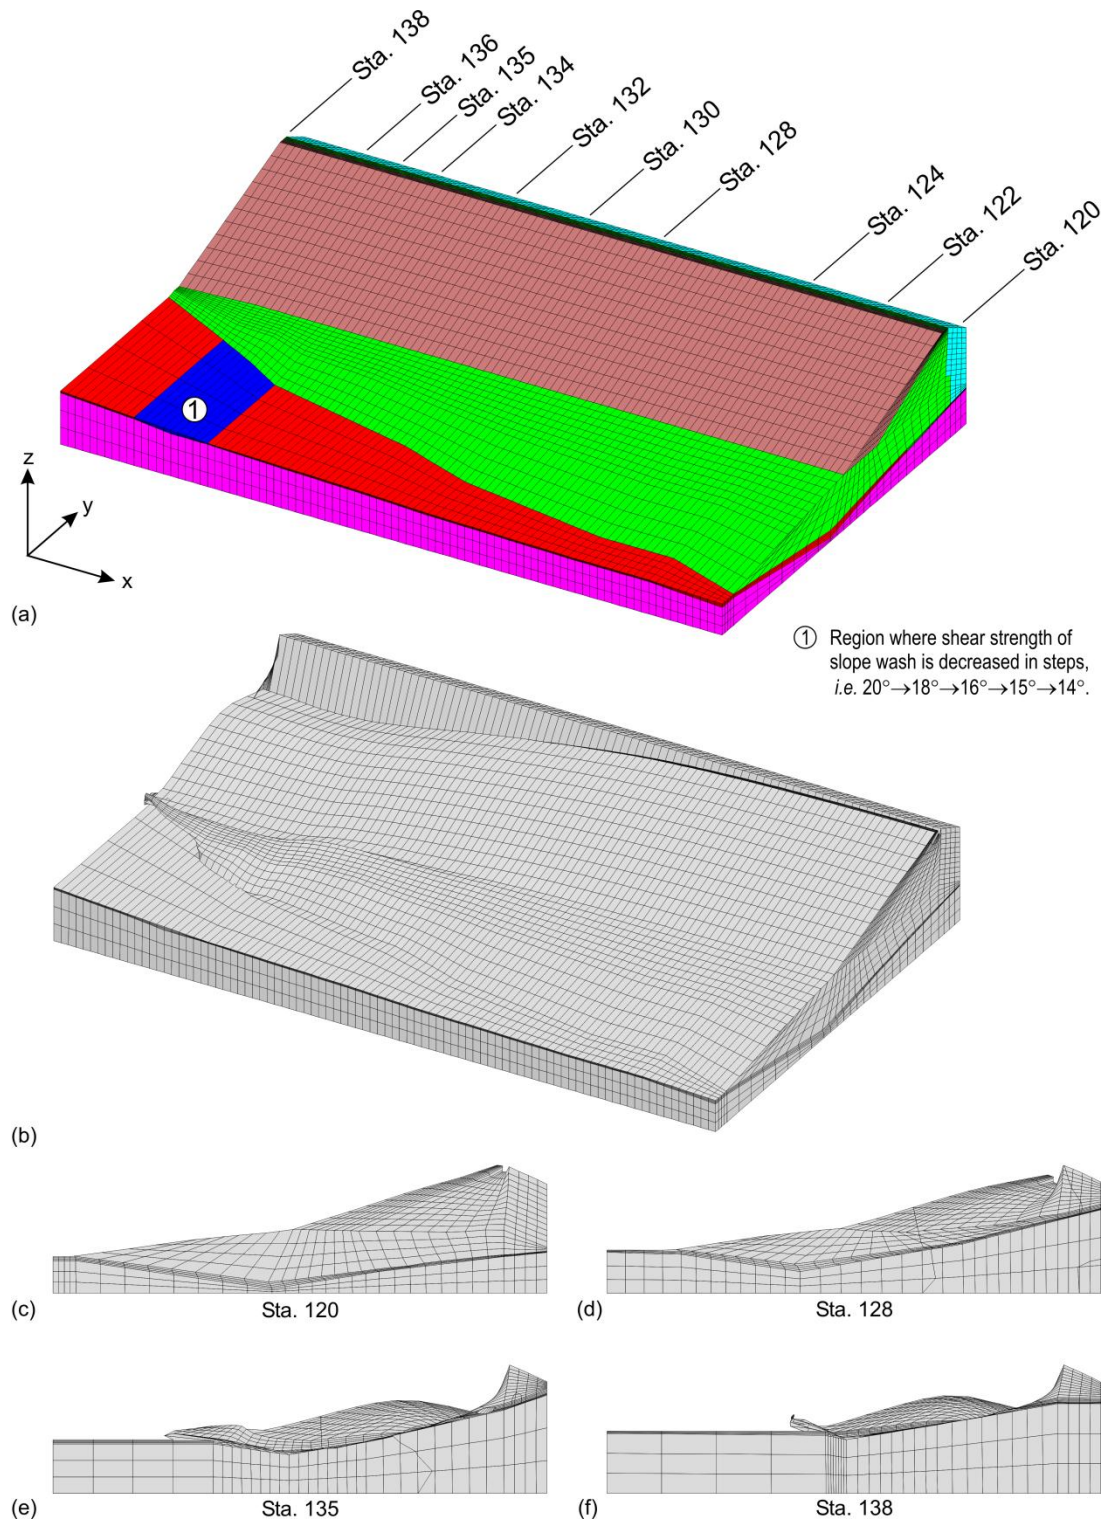 Sta. 138
Sta. 136
Sta. 135
Sta. 134
Sta. 132
Sta. 130
Sta. 128
Sta. 124
Sta. 122
Sta. 120
1
z
y
x
(a)
1 Region where shear strength of
slope wash is decreased in steps,
i.e. 20°→18°→16°→15°→14°.
(b)
(c)
Sta. 120
(d)
Sta. 128
(e)
Sta. 135
(f)
Sta. 138